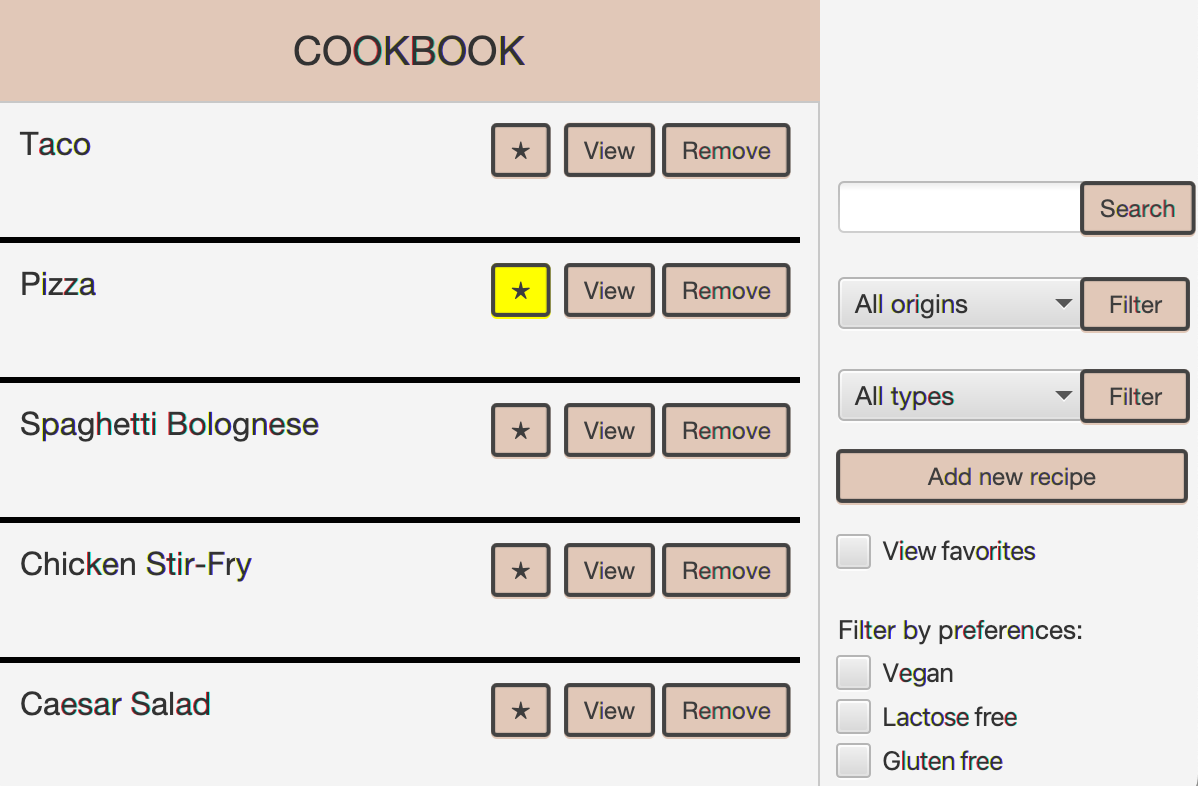 COOKBOOK
Taco ★ View Remove
Pizza ★ View Remove
Spaghetti Bolognese ★ View Remove
Chicken Stir-Fry ★ View Remove
Caesar Salad ★ View Remove
Search
All origins Filter
All types Filter
Add new recipe
View favorites
Filter by preferences:
Vegan
Lactose free
Gluten free